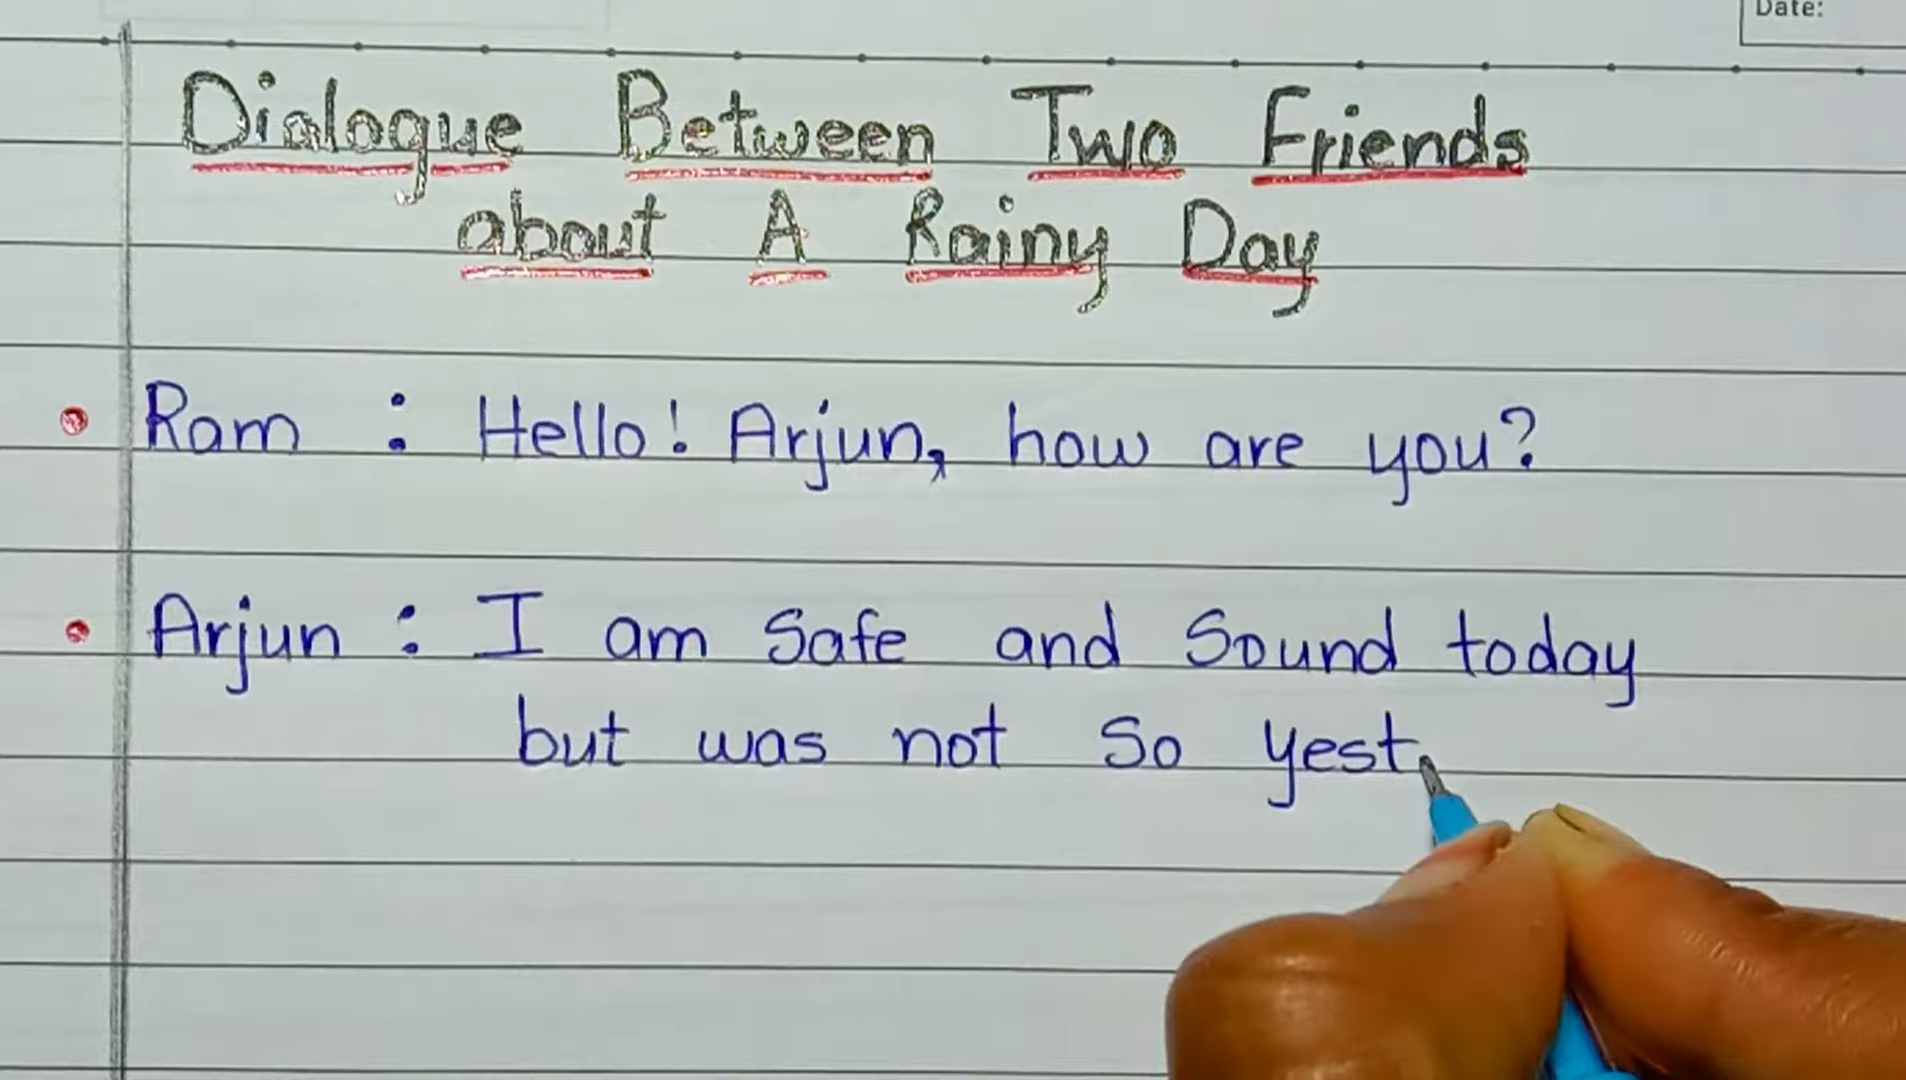 Date:
Dialogue Between Two Friends
about A Rainy Day
Ram : Hello! Arjun, how are you?
Arjun : I am Safe and Sound today
but was not So yest